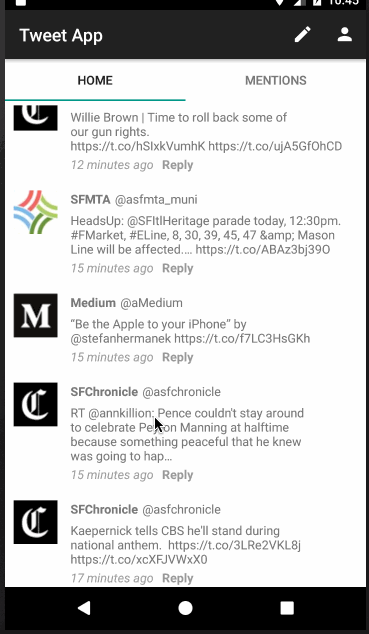 10:45
Tweet App
HOME
MENTIONS
Willie Brown | Time to roll back some of
our gun rights.
https://t.co/hSlxkVumhK https://t.co/ujA5GfOhCD
12 minutes ago Reply
SFMTA @asfmta_muni
HeadsUp: @SFItlHeritage parade today, 12:30pm.
#FMarket, #ELine, 8, 30, 39, 45, 47 &amp; Mason
Line will be affected.... https://t.co/ABAz3bj39O
15 minutes ago Reply
M
Medium @aMedium
“Be the Apple to your iPhone” by
@stefanhermanek https://t.co/f7LC3HsGKh
15 minutes ago Reply
C
SFChronicle @asfchronicle
RT @annkillion: Pence couldn't stay around
to celebrate Peyton Manning at halftime
because something peaceful that he knew
was going to hap…
15 minutes ago Reply
C
SFChronicle @asfchronicle
Kaepernick tells CBS he'll stand during
national anthem. https://t.co/3LRe2VKL8j
https://t.co/xcXFJVWxX0
17 minutes ago Reply